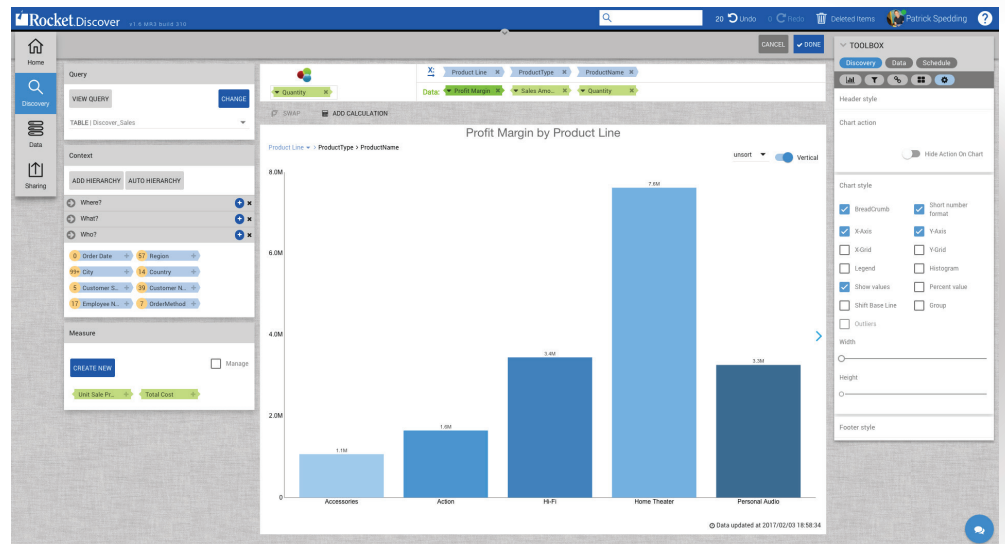 Rocket.Discover v1.6 MR3 build 310
20 Undo 0 Redo Deleted Items Patrick Spedding ?
Home
Discovery
Data
Sharing
Query
VIEW QUERY CHANGE
TABLE | Discover_Sales
Context
ADD HIERARCHY AUTO HIERARCHY
Where?
What?
Who?
0 Order Date 57 Region
99+ City 14 Country
5 Customer S.. 39 Customer N..
17 Employee N.. 7 OrderMethod
Measure
CREATE NEW Manage
Unit Sale Pr.. Total Cost
Quantity
X: Product Line ProductType ProductName
Data: Profit Margin Sales Amo.. Quantity
SWAP ADD CALCULATION
CANCEL DONE
Profit Margin by Product Line
Product Line > ProductType > ProductName
unsort Vertical
8.0M
6.0M
4.0M
2.0M
0
1.1M
1.6M
3.4M
7.6M
3.3M
Accessories Action Hi-Fi Home Theater Personal Audio
Data updated at 2017/02/03 18:58:34
TOOLBOX
Discovery Data Schedule
Header style
Chart action
Hide Action On Chart
Chart style
BreadCrumb Short number format
X-Axis Y-Axis
X-Grid Y-Grid
Legend Histogram
Show values Percent value
Shift Base Line Group
Outliers
Width
Height
Footer style